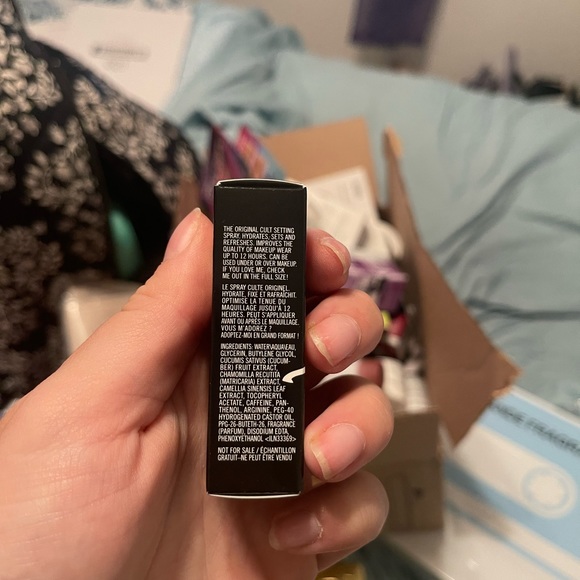 THE ORIGINAL CULT SETTING
SPRAY. HYDRATES, SETS AND
REFRESHES. IMPROVES THE
QUALITY OF MAKEUP WEAR
UP TO 12 HOURS. CAN BE
USED UNDER OR OVER MAKEUP.
IF YOU LOVE ME, CHECK
ME OUT IN THE FULL SIZE!
LE SPRAY CULTE ORIGINEL.
HYDRATE, FIXE ET RAFRAÎCHIT.
OPTIMISE LA TENUE DU
MAQUILLAGE JUSQU'À 12
HEURES. PEUT S'APPLIQUER
AVANT OU APRÈS LE MAQUILLAGE.
VOUS M'ADOREZ ?
ADOPTEZ-MOI EN GRAND FORMAT !
INGREDIENTS: WATER\AQUA\EAU,
GLYCERIN, BUTYLENE GLYCOL,
CUCUMIS SATIVUS (CUCUM-
BER) FRUIT EXTRACT,
CHAMOMILLA RECUTITA
(MATRICARIA) EXTRACT,
CAMELLIA SINENSIS LEAF
EXTRACT, TOCOPHERYL
ACETATE, CAFFEINE, PAN-
THENOL, ARGININE, PEG-40
HYDROGENATED CASTOR OIL,
PPG-26-BUTETH-26, FRAGRANCE
(PARFUM), DISODIUM EDTA,
PHENOXYETHANOL <ILN33369>
NOT FOR SALE / ÉCHANTILLON
GRATUIT-NE PEUT ÊTRE VENDU